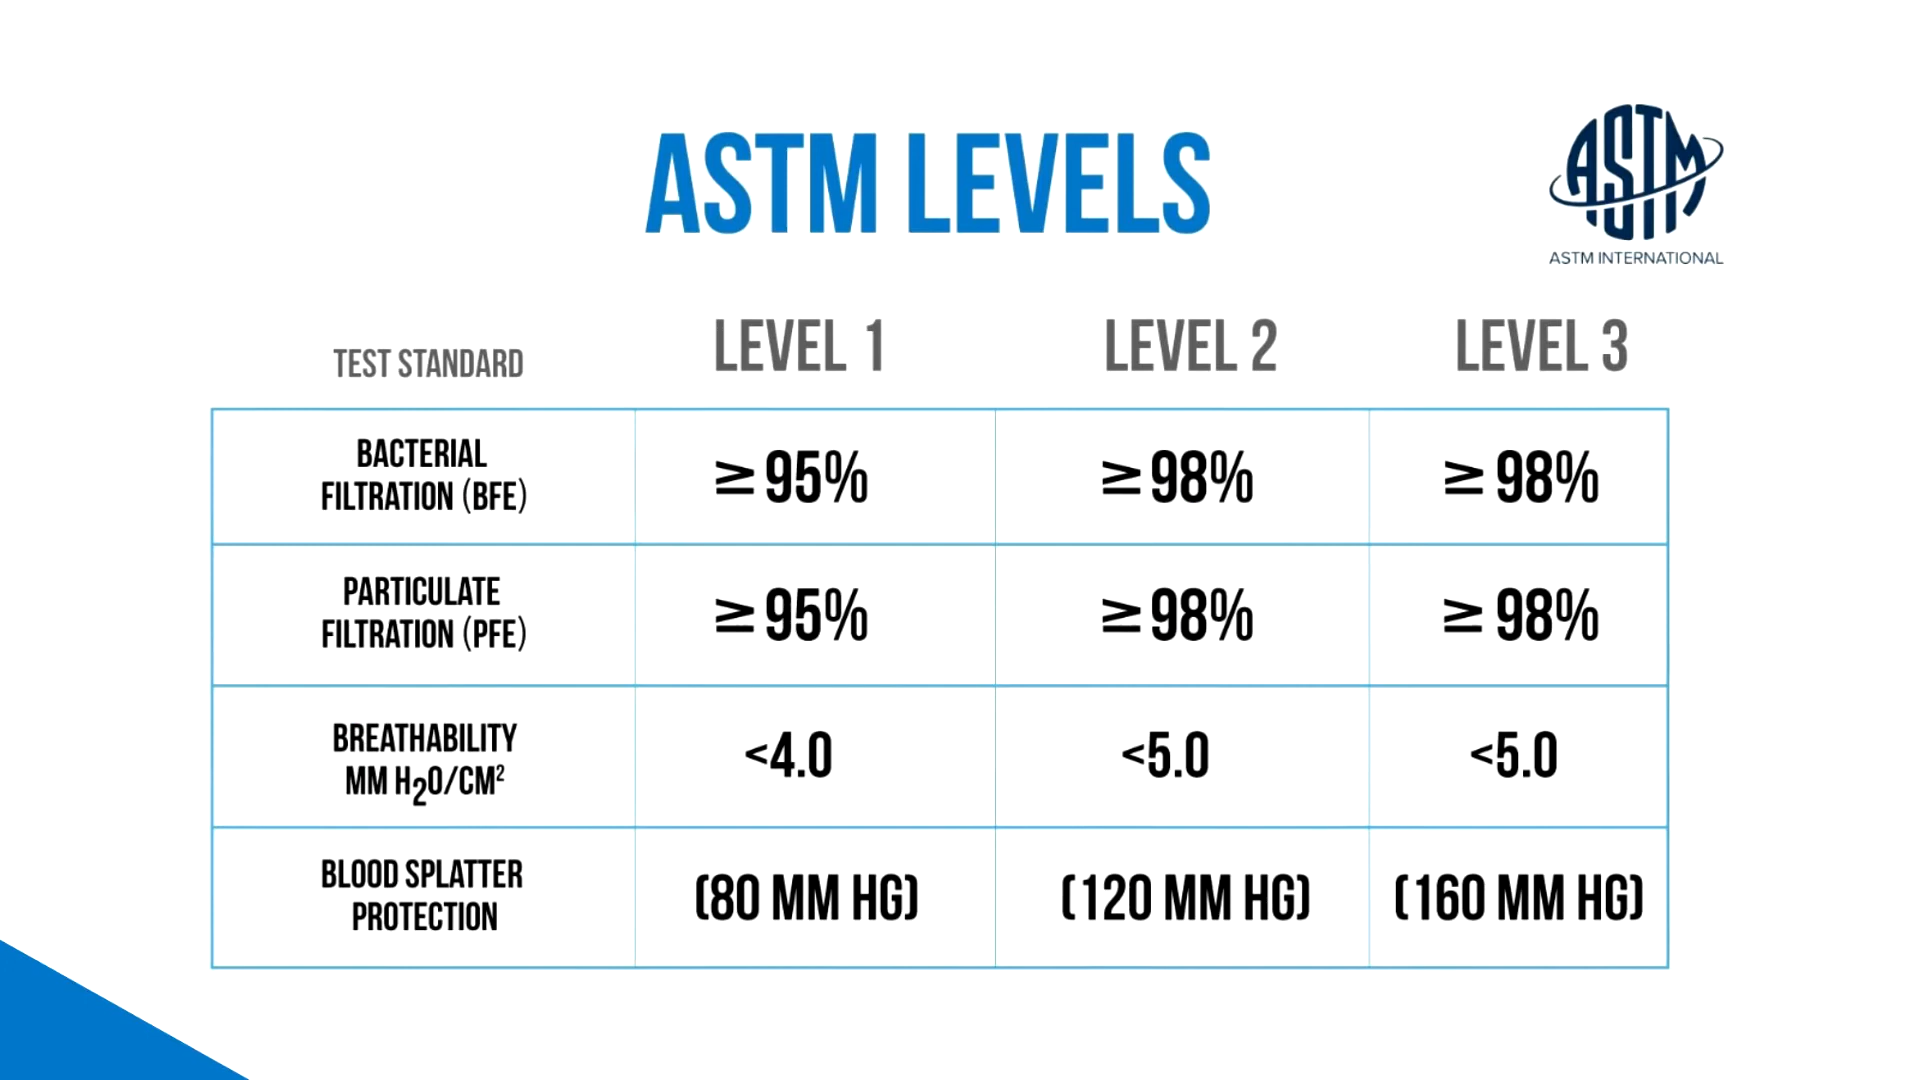 ASTM LEVELS
ASTM
ASTM INTERNATIONAL
TEST STANDARD LEVEL 1 LEVEL 2 LEVEL 3
BACTERIAL
FILTRATION (BFE) ≥95% ≥98% ≥98%
PARTICULATE
FILTRATION (PFE) ≥95% ≥98% ≥98%
BREATHABILITY
MM H₂O/CM² <4.0 <5.0 <5.0
BLOOD SPLATTER
PROTECTION (80 MM HG) (120 MM HG) (160 MM HG)